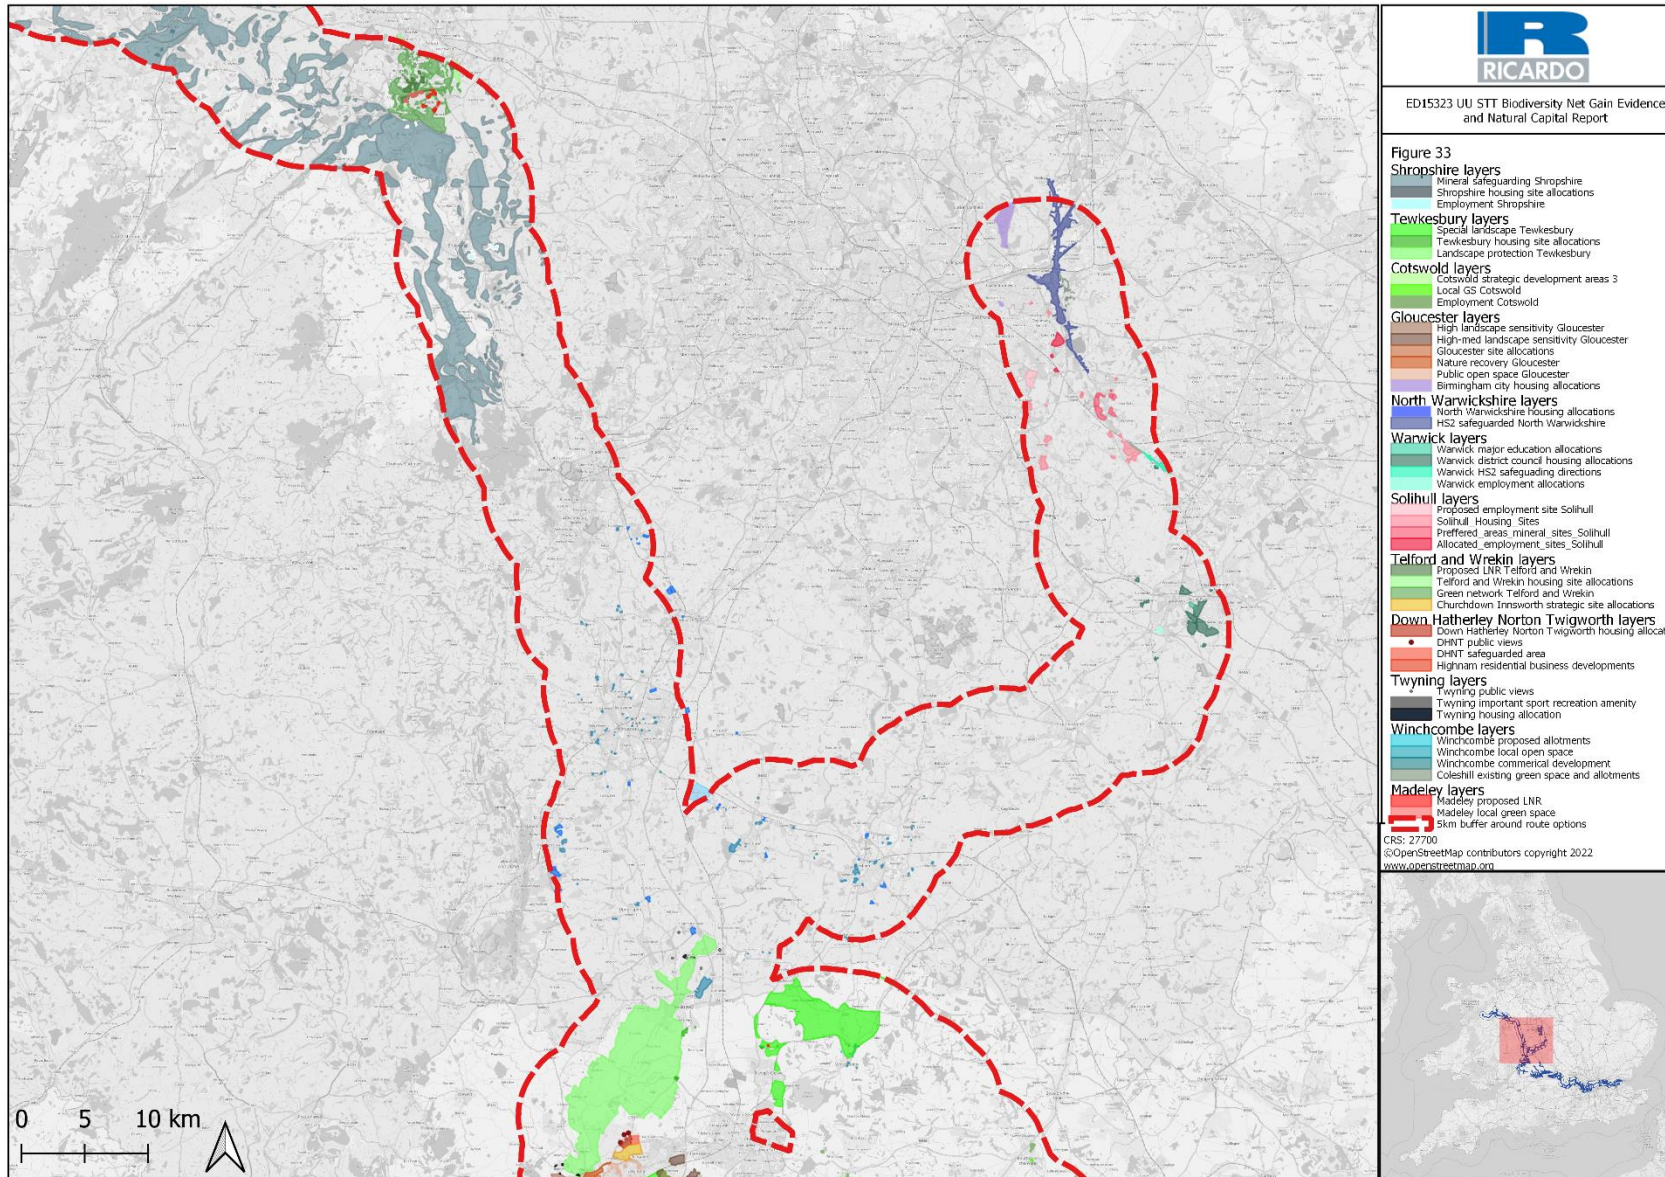 RICARDO
ED15323 UU STT Biodiversity Net Gain Evidence
and Natural Capital Report
Figure 33
Shropshire layers
Mineral safeguarding Shropshire
Shropshire housing site allocations
Employment Shropshire
Tewkesbury layers
Special landscape Tewkesbury
Tewkesbury housing site allocations
Landscape protection Tewkesbury
Cotswold layers
Cotswold strategic development areas 3
Local GS Cotswold
Employment Cotswold
Gloucester layers
High landscape sensitivity Gloucester
High-med landscape sensitivity Gloucester
Gloucester site allocations
Nature recovery Gloucester
Public open space Gloucester
Birmingham city housing allocations
North Warwickshire layers
North Warwickshire housing allocations
HS2 safeguarded North Warwickshire
Warwick layers
Warwick major education allocations
Warwick district council housing allocations
Warwick HS2 safeguading directions
Warwick employment allocations
Solihull layers
Proposed employment site Solihull
Solihull_Housing_Sites
Preffered_areas_mineral_sites_Solihull
Allocated_employment_sites_Solihull
Telford and Wrekin layers
Proposed LNR Telford and Wrekin
Telford and Wrekin housing site allocations
Green network Telford and Wrekin
Churchdown Innsworth strategic site allocations
Down Hatherley Norton Twigworth layers
Down Hatherley Norton Twigworth housing allocat
DHNT public views
DHNT safeguarded area
Highnam residential business developments
Twyning layers
Twyning public views
Twyning important sport recreation amenity
Twyning housing allocation
Winchcombe layers
Winchcombe proposed allotments
Winchcombe local open space
Winchcombe commerical development
Coleshill existing green space and allotments
Madeley layers
Madeley proposed LNR
Madeley local green space
5km buffer around route options
CRS: 27700
©OpenStreetMap contributors copyright 2022
www.openstreetmap.org
0 5 10 km